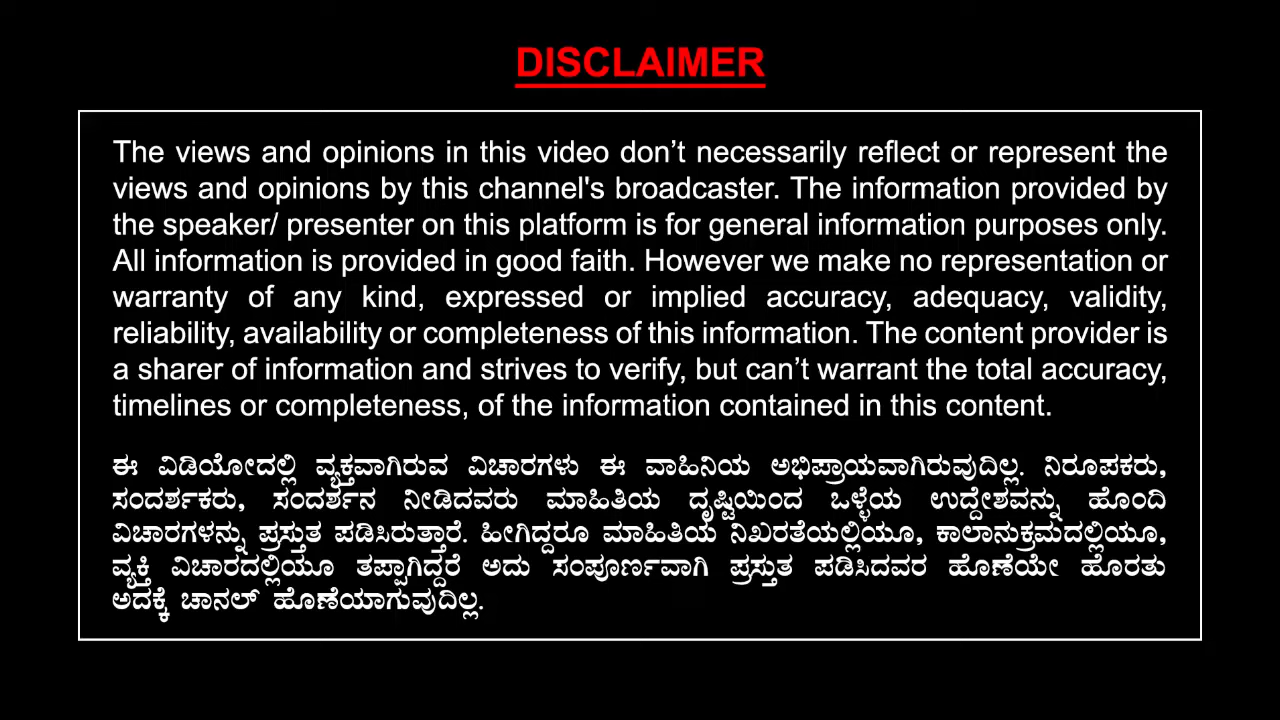 DISCLAIMER
The views and opinions in this video don’t necessarily reflect or represent the
views and opinions by this channel's broadcaster. The information provided by
the speaker/ presenter on this platform is for general information purposes only.
All information is provided in good faith. However we make no representation or
warranty of any kind, expressed or implied accuracy, adequacy, validity,
reliability, availability or completeness of this information. The content provider is
a sharer of information and strives to verify, but can’t warrant the total accuracy,
timelines or completeness, of the information contained in this content.
ಈ ವಿಡಿಯೋದಲ್ಲಿ ವ್ಯಕ್ತವಾಗಿರುವ ವಿಚಾರಗಳು ಈ ವಾಹಿನಿಯ ಅಭಿಪ್ರಾಯವಾಗಿರುವುದಿಲ್ಲ. ನಿರೂಪಕರು,
ಸಂದರ್ಶಕರು, ಸಂದರ್ಶನ ನೀಡಿದವರು ಮಾಹಿತಿಯ ದೃಷ್ಟಿಯಿಂದ ಒಳ್ಳೆಯ ಉದ್ದೇಶವನ್ನು ಹೊಂದಿ
ವಿಚಾರಗಳನ್ನು ಪ್ರಸ್ತುತ ಪಡಿಸಿರುತ್ತಾರೆ. ಹೀಗಿದ್ದರೂ ಮಾಹಿತಿಯ ನಿಖರತೆಯಲ್ಲಿಯೂ, ಕಾಲಾನುಕ್ರಮದಲ್ಲಿಯೂ,
ವ್ಯಕ್ತಿ ವಿಚಾರದಲ್ಲಿಯೂ ತಪ್ಪಾಗಿದ್ದರೆ ಅದು ಸಂಪೂರ್ಣವಾಗಿ ಪ್ರಸ್ತುತ ಪಡಿಸಿದವರ ಹೊಣೆಯೇ ಹೊರತು
ಅದಕ್ಕೆ ಚಾನಲ್ ಹೊಣೆಯಾಗುವುದಿಲ್ಲ.